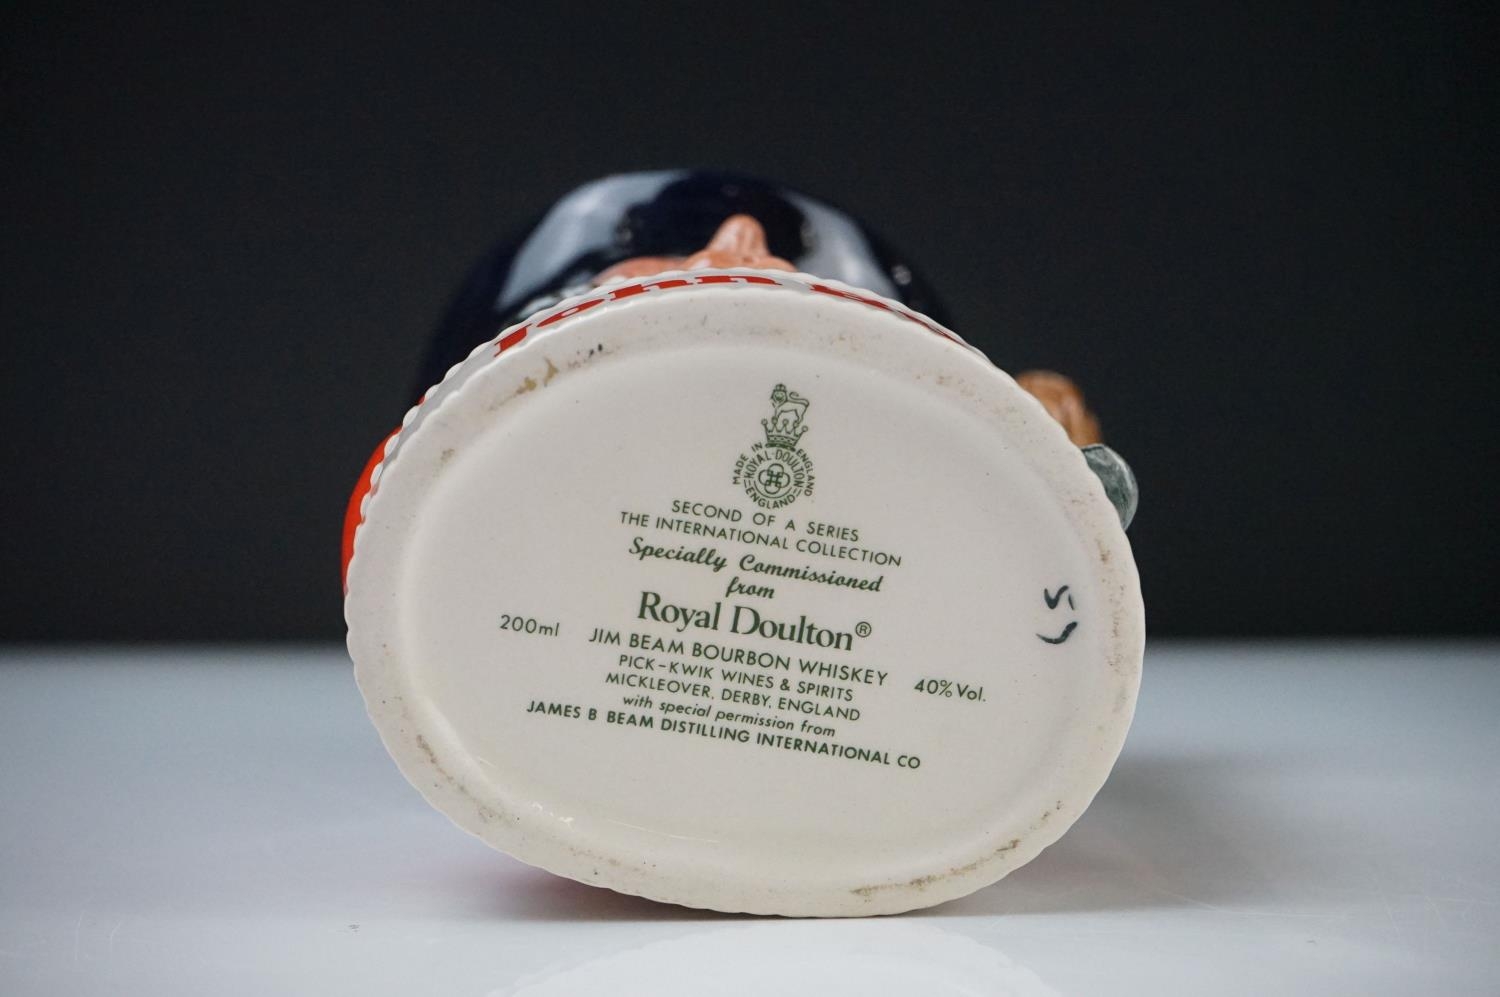 John
MADE IN ENGLAND
ROYAL·DOULTON
ENGLAND
SECOND OF A SERIES
THE INTERNATIONAL COLLECTION
Specially Commissioned
from
Royal Doulton®
200ml JIM BEAM BOURBON WHISKEY 40% Vol.
PICK-KWIK WINES & SPIRITS
MICKLEOVER, DERBY, ENGLAND
with special permission from
JAMES B BEAM DISTILLING INTERNATIONAL CO